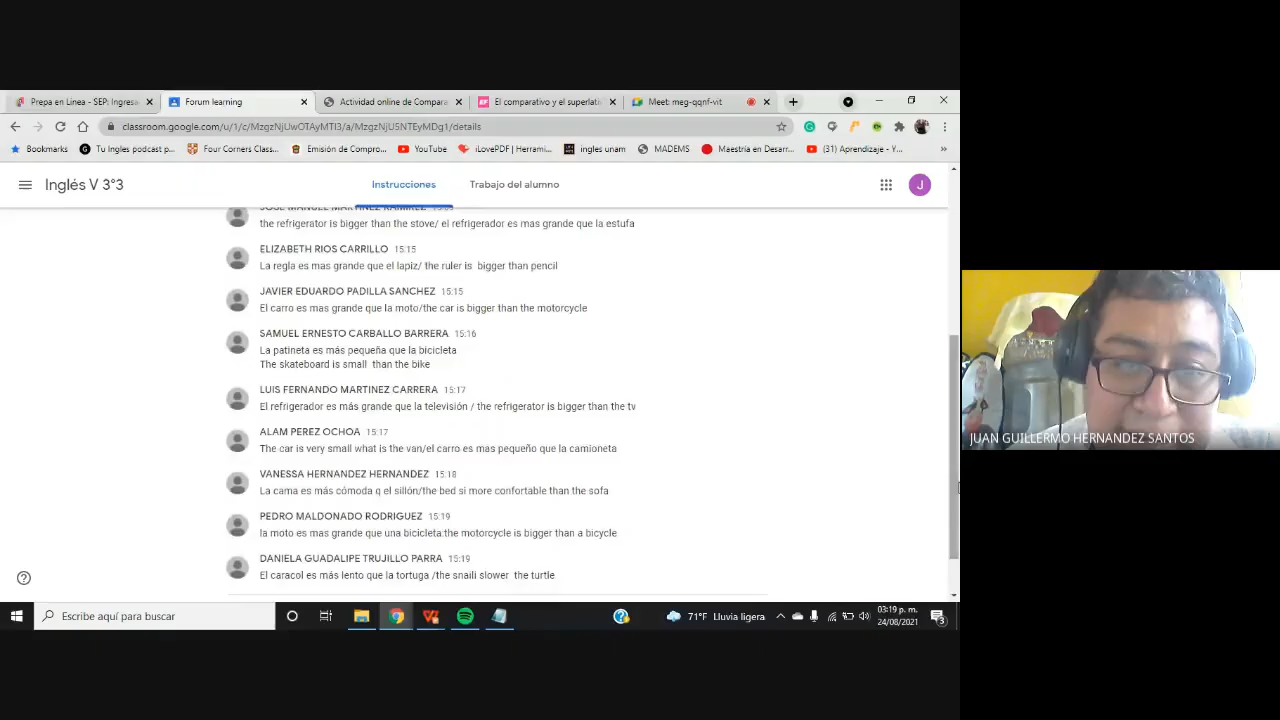 Prepa en Línea - SEP: Ingresa
Forum learning
Actividad online de Compara
El comparativo y el superlati
Meet: meg-qqnf-vit
classroom.google.com/u/1/c/MzgzNjUwOTAyMTI3/a/MzgzNjU5NTEyMDg1/details
Bookmarks
Tu Ingles podcast p...
Four Corners Class...
Emisión de Compro...
YouTube
iLovePDF | Herrami...
ingles unam
MADEMS
Maestría en Desarr...
(31) Aprendizaje - Y...
Inglés V 3°3
Instrucciones
Trabajo del alumno
J
JOSE MANUEL MARTINEZ RAMIREZ
the refrigerator is bigger than the stove/ el refrigerador es mas grande que la estufa
ELIZABETH RIOS CARRILLO 15:15
La regla es mas grande que el lapiz/ the ruler is bigger than pencil
JAVIER EDUARDO PADILLA SANCHEZ 15:15
El carro es mas grande que la moto/the car is bigger than the motorcycle
SAMUEL ERNESTO CARBALLO BARRERA 15:16
La patineta es más pequeña que la bicicleta
The skateboard is small than the bike
LUIS FERNANDO MARTINEZ CARRERA 15:17
El refrigerador es más grande que la televisión / the refrigerator is bigger than the tv
ALAM PEREZ OCHOA 15:17
The car is very small what is the van/el carro es mas pequeño que la camioneta
VANESSA HERNANDEZ HERNANDEZ 15:18
La cama es más cómoda q el sillón/the bed si more confortable than the sofa
PEDRO MALDONADO RODRIGUEZ 15:19
la moto es mas grande que una bicicleta:the motorcycle is bigger than a bicycle
DANIELA GUADALIPE TRUJILLO PARRA 15:19
El caracol es más lento que la tortuga /the snaili slower the turtle
JUAN GUILLERMO HERNANDEZ SANTOS
Escribe aquí para buscar
71°F Lluvia ligera
03:19 p. m.
24/08/2021
3